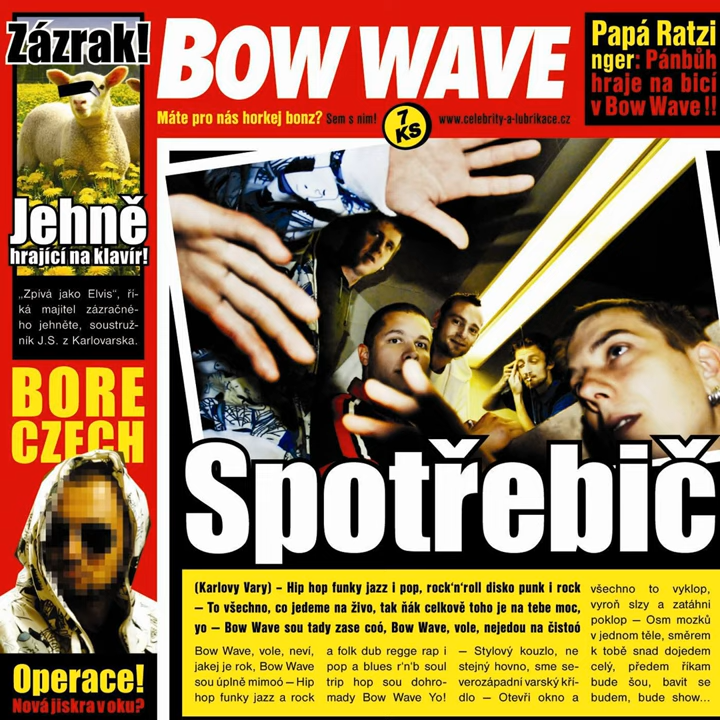 Zázrak!
BOW WAVE
Máte pro nás horkej bonz? Sem s ním!
7
KS
www.celebrity-a-lubrikace.cz
Papá Ratzi
nger: Pánbůh
hraje na bicí
v Bow Wave!!
Jehně
hrající na klavír!
„Zpívá jako Elvis“, ří-
ká majitel zázračné-
ho jehněte, soustruž-
ník J.S. z Karlovarska.
BORE
CZECH
Operace!
Nová jiskra v oku?
Spotřebič
(Karlovy Vary) – Hip hop funky jazz i pop, rock‘n‘roll disko punk i rock
– To všechno, co jedeme na živo, tak ňák celkově toho je na tebe moc,
yo – Bow Wave sou tady zase coó, Bow Wave, vole, nejedou na čistoó
Bow Wave, vole, neví,
jakej je rok, Bow Wave
sou úplně mimoó – Hip
hop funky jazz a rock
a folk dub regge rap i
pop a blues r‘n‘b soul
trip hop sou dohro-
mady Bow Wave Yo!
– Stylový kouzlo, ne
stejný hovno, sme se-
verozápadní varský kří-
dlo – Otevři okno a
všechno to vyklop,
vyroň slzy a zatáhni
poklop – Osm mozků
v jednom těle, směrem
k tobě snad dojedem
celý, předem říkam
bude šou, bavit se
budem, bude show...